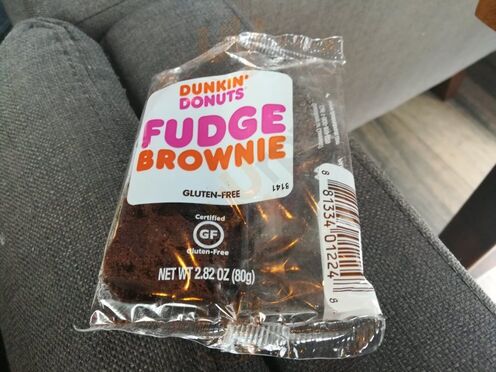 DUNKIN'
DONUTS
FUDGE
BROWNIE
GLUTEN-FREE
9141
Certified
GF
Gluten-Free
NET WT 2.82 OZ (80g)
8 81334 01224 8